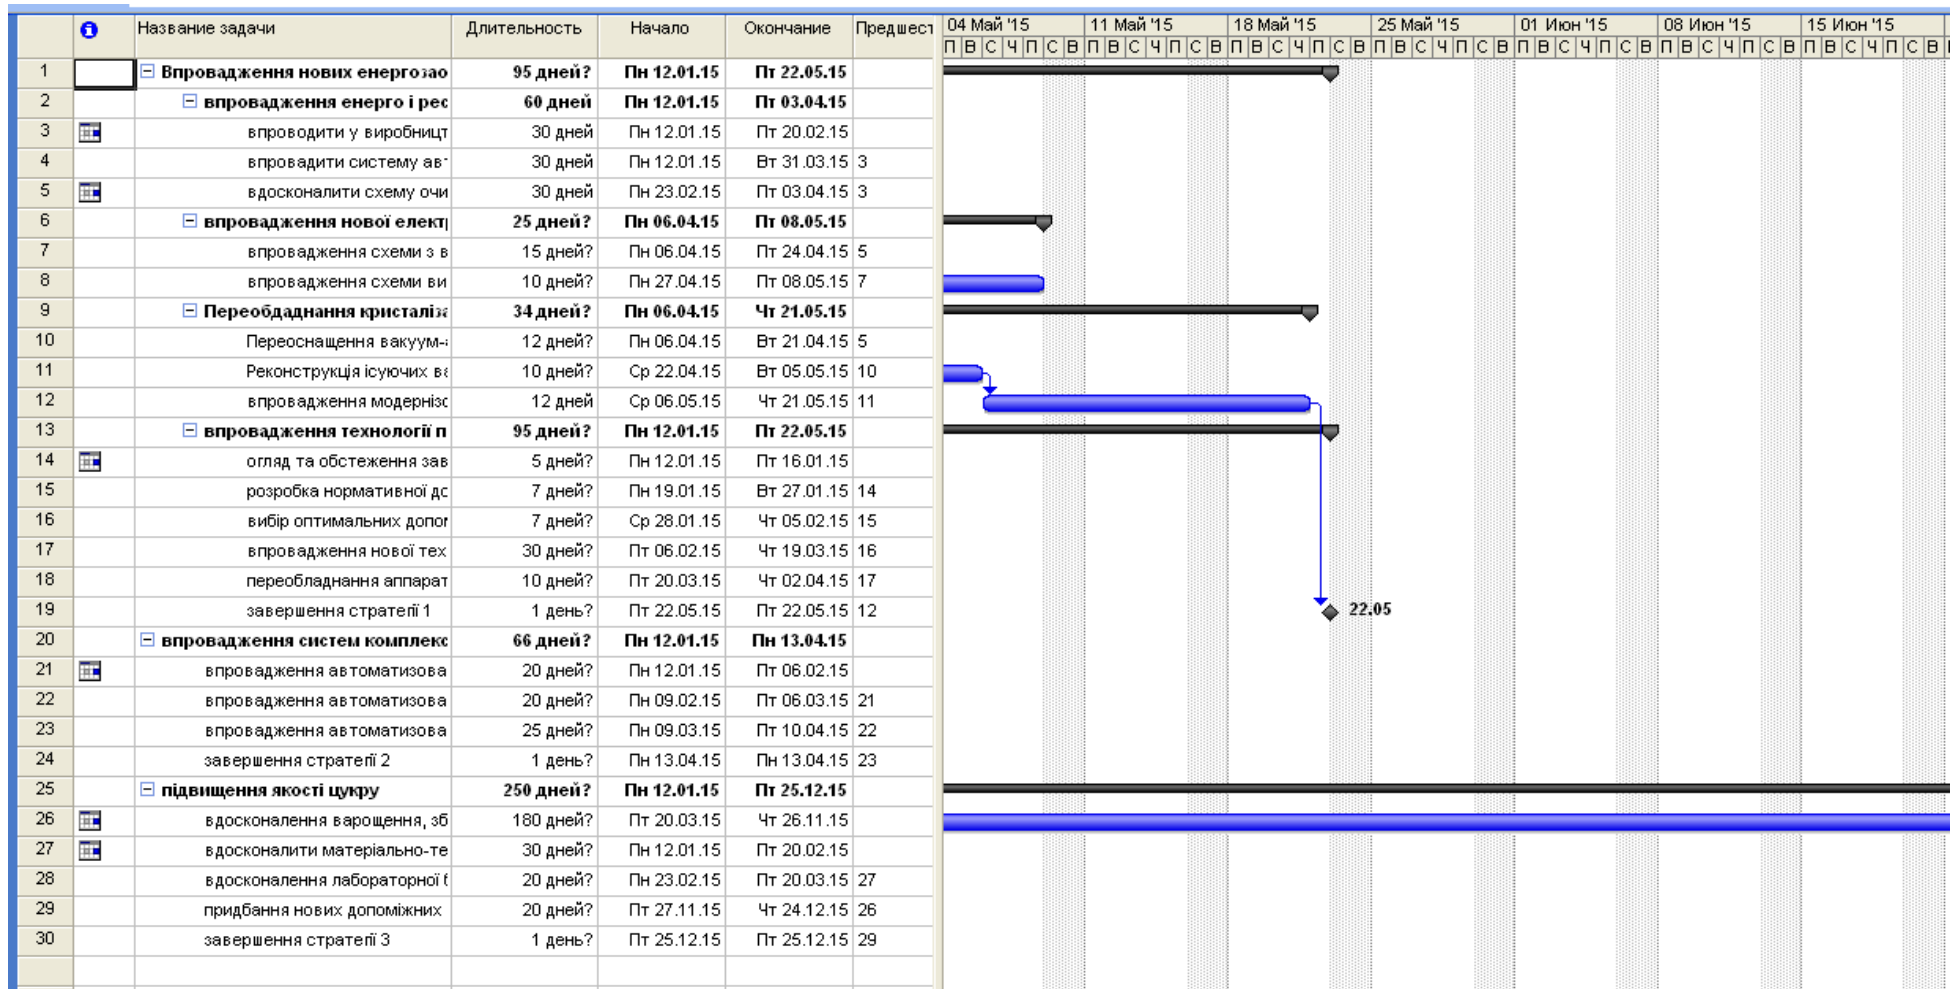 Название задачи Длительность Начало Окончание Предшест 04 Май '15 11 Май '15 18 Май '15 25 Май '15 01 Июн '15 08 Июн '15 15 Июн '15
П В С Ч П С В П В С Ч П С В П В С Ч П С В П В С Ч П С В П В С Ч П С В П В С Ч П С В П В С Ч П С В
1 Впровадження нових енергозао 95 дней? Пн 12.01.15 Пт 22.05.15
2 впровадження енерго і рес 60 дней Пн 12.01.15 Пт 03.04.15
3 впроводити у виробницт 30 дней Пн 12.01.15 Пт 20.02.15
4 впровадити систему авт 30 дней Пн 12.01.15 Вт 31.03.15 3
5 вдосконалити схему очи 30 дней Пн 23.02.15 Пт 03.04.15 3
6 впровадження нової елект 25 дней? Пн 06.04.15 Пт 08.05.15
7 впровадження схеми з в 15 дней? Пн 06.04.15 Пт 24.04.15 5
8 впровадження схеми ви 10 дней? Пн 27.04.15 Пт 08.05.15 7
9 Переобдаднання кристаліза 34 дней? Пн 06.04.15 Чт 21.05.15
10 Переоснащення вакуум- 12 дней? Пн 06.04.15 Вт 21.04.15 5
11 Реконструкція ісуючих ва 10 дней? Ср 22.04.15 Вт 05.05.15 10
12 впровадження модернізо 12 дней Ср 06.05.15 Чт 21.05.15 11
13 впровадження технології п 95 дней? Пн 12.01.15 Пт 22.05.15
14 огляд та обстеження зав 5 дней? Пн 12.01.15 Пт 16.01.15
15 розробка нормативної до 7 дней? Пн 19.01.15 Вт 27.01.15 14
16 вибір оптимальних допом 7 дней? Ср 28.01.15 Чт 05.02.15 15
17 впровадження нової тех 30 дней? Пт 06.02.15 Чт 19.03.15 16
18 переобладнання аппарат 10 дней? Пт 20.03.15 Чт 02.04.15 17
19 завершення стратегії 1 1 день? Пт 22.05.15 Пт 22.05.15 12 22.05
20 впровадження систем комплекс 66 дней? Пн 12.01.15 Пн 13.04.15
21 впровадження автоматизова 20 дней? Пн 12.01.15 Пт 06.02.15
22 впровадження автоматизова 20 дней? Пн 09.02.15 Пт 06.03.15 21
23 впровадження автоматизова 25 дней? Пн 09.03.15 Пт 10.04.15 22
24 завершення стратегії 2 1 день? Пн 13.04.15 Пн 13.04.15 23
25 підвищення якості цукру 250 дней? Пн 12.01.15 Пт 25.12.15
26 вдосконалення варощення, зб 180 дней? Пт 20.03.15 Чт 26.11.15
27 вдосконалити матеріально-те 30 дней? Пн 12.01.15 Пт 20.02.15
28 вдосконалення лабораторної б 20 дней? Пн 23.02.15 Пт 20.03.15 27
29 придбання нових допоміжних 20 дней? Пт 27.11.15 Чт 24.12.15 26
30 завершення стратегії 3 1 день? Пт 25.12.15 Пт 25.12.15 29